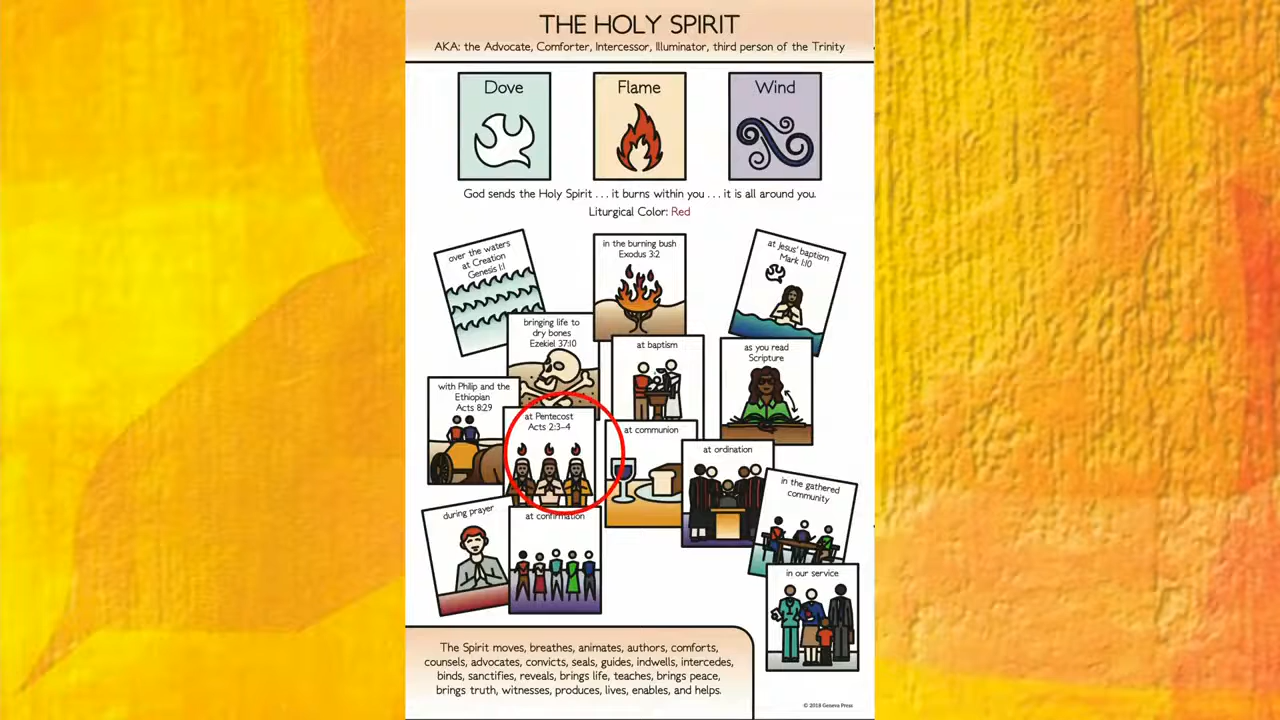 THE HOLY SPIRIT
AKA: the Advocate, Comforter, Intercessor, Illuminator, third person of the Trinity
Dove
Flame
Wind
God sends the Holy Spirit . . . it burns within you . . . it is all around you.
Liturgical Color: Red
over the waters
at Creation
Genesis 1:1
in the burning bush
Exodus 3:2
at Jesus' baptism
Mark 1:10
bringing life to
dry bones
Ezekiel 37:10
at baptism
as you read
Scripture
with Philip and the
Ethiopian
Acts 8:29
at Pentecost
Acts 2:3–4
at communion
at ordination
in the gathered
community
during prayer
at confirmation
in our service
The Spirit moves, breathes, animates, authors, comforts,
counsels, advocates, convicts, seals, guides, indwells, intercedes,
binds, sanctifies, reveals, brings life, teaches, brings peace,
brings truth, witnesses, produces, lives, enables, and helps.
© 2018 Geneva Press